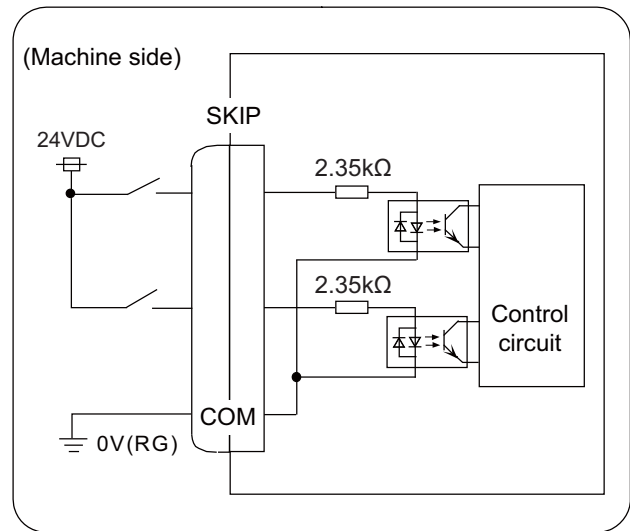 (Machine side)
SKIP
24VDC
2.35kΩ
2.35kΩ
Control
circuit
COM
0V(RG)